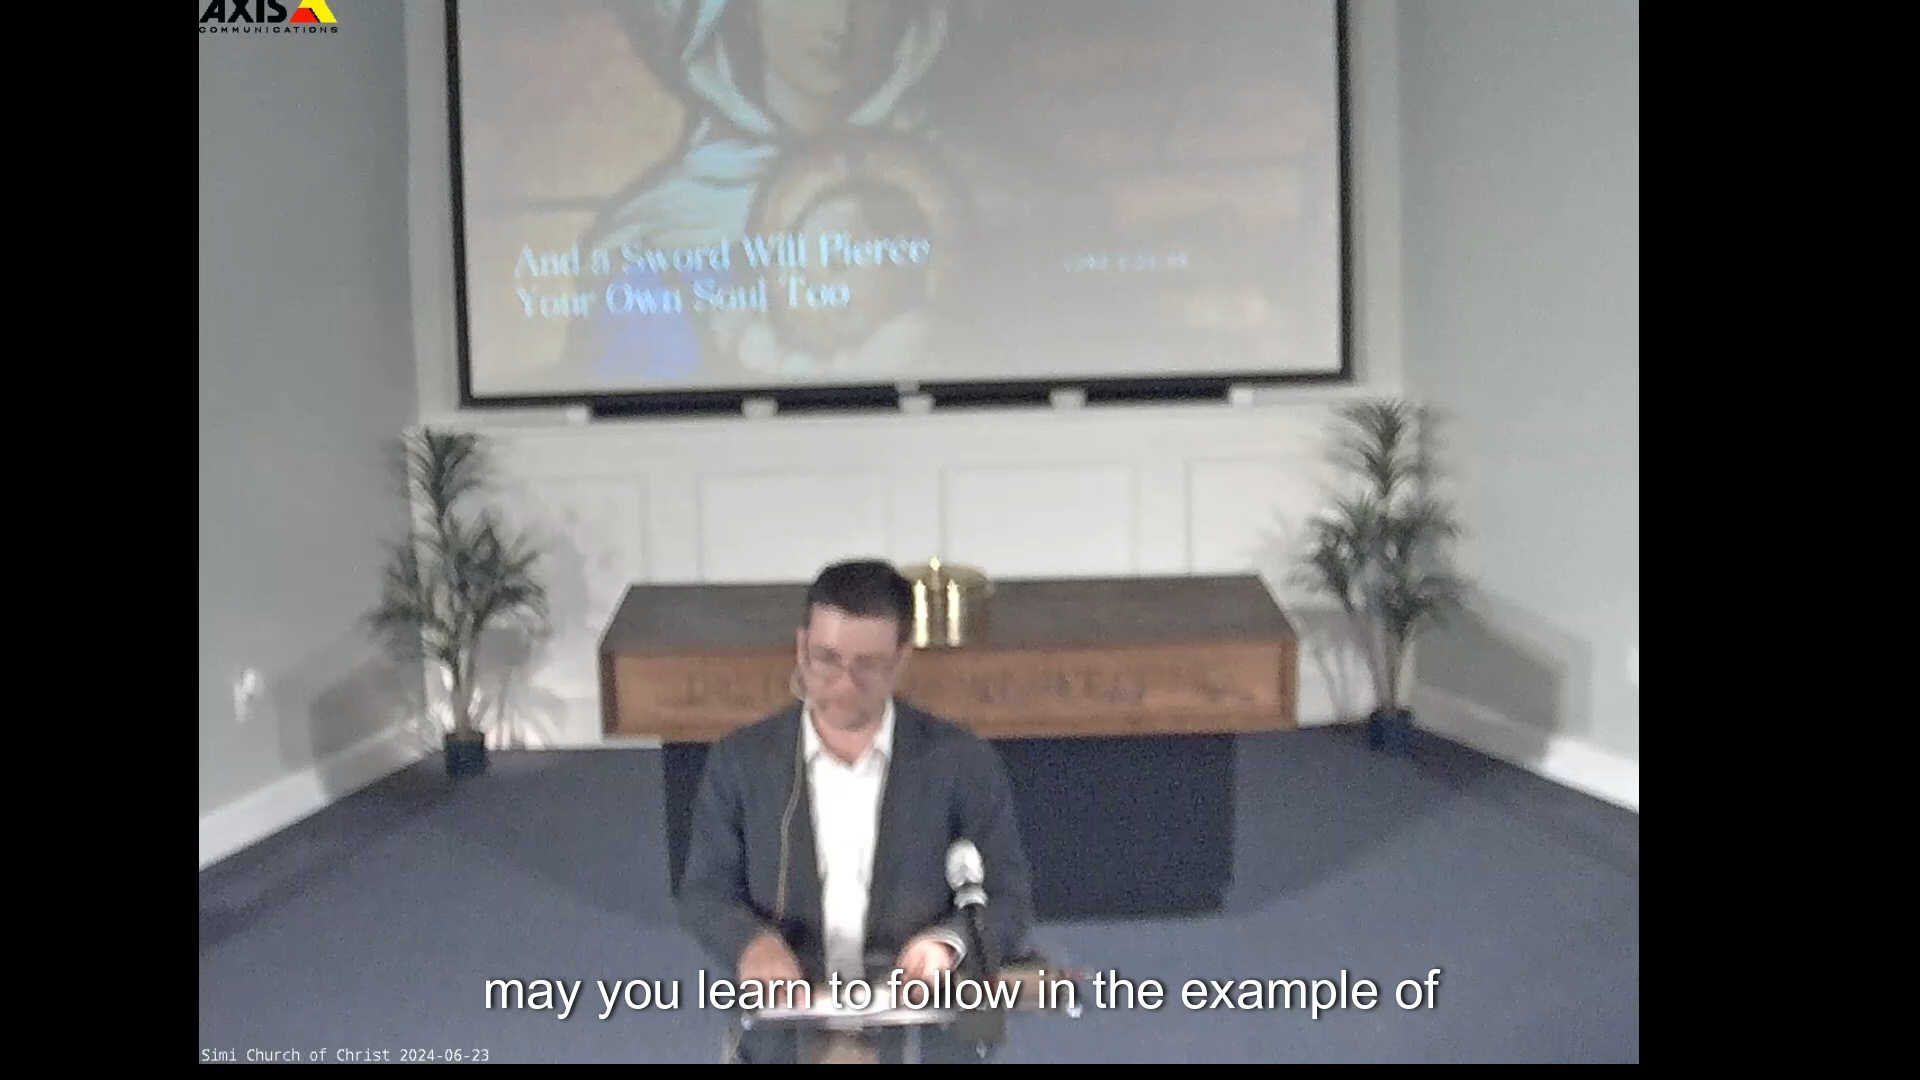 AXIS
COMMUNICATIONS
And a Sword Will Pierce
Your Own Soul Too
may you learn to follow in the example of
Simi Church of Christ 2024-06-23